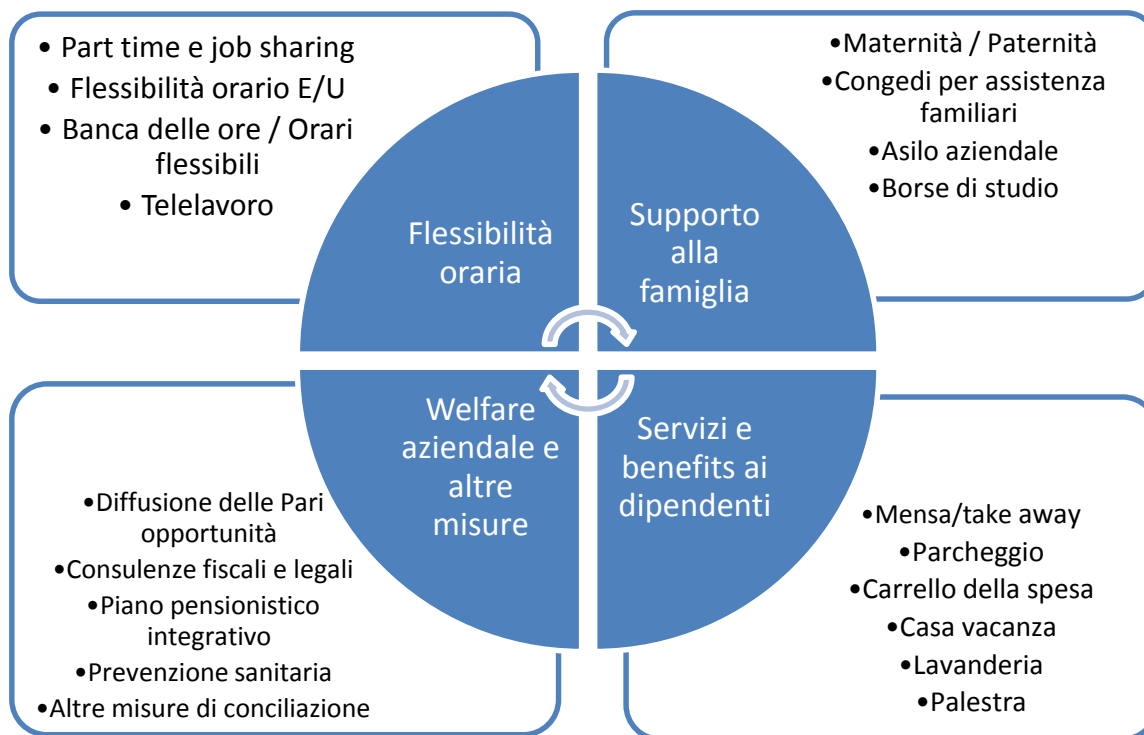 • Part time e job sharing
• Flessibilità orario E/U
• Banca delle ore / Orari
flessibili
• Telelavoro
•Maternità / Paternità
•Congedi per assistenza
familiari
•Asilo aziendale
•Borse di studio
Flessibilità
oraria
Supporto
alla
famiglia
Welfare
aziendale e
altre
misure
Servizi e
benefits ai
dipendenti
•Diffusione delle Pari
opportunità
•Consulenze fiscali e legali
•Piano pensionistico
integrativo
•Prevenzione sanitaria
•Altre misure di conciliazione
•Mensa/take away
•Parcheggio
•Carrello della spesa
•Casa vacanza
•Lavanderia
•Palestra